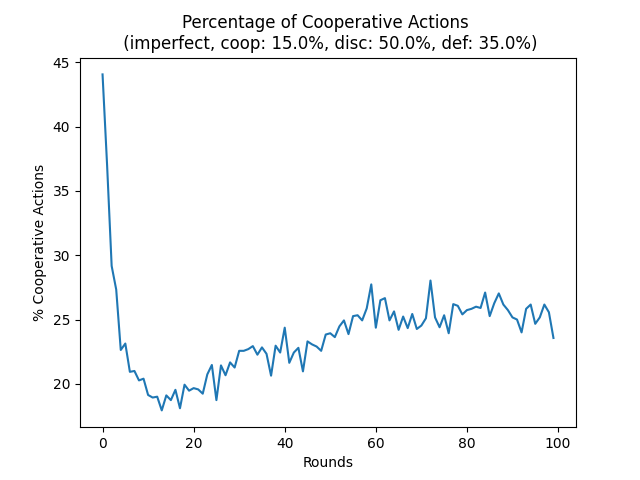 Percentage of Cooperative Actions
(imperfect, coop: 15.0%, disc: 50.0%, def: 35.0%)
45
40
35
30
25
20
% Cooperative Actions
0 20 40 60 80 100
Rounds